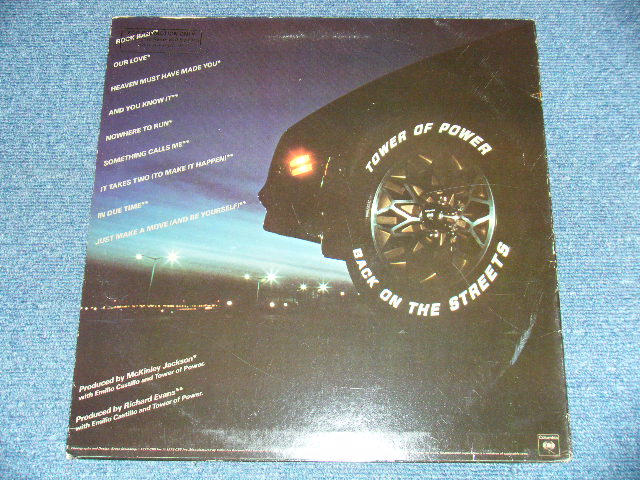 ROCK BABY*
OUR LOVE*
HEAVEN MUST HAVE MADE YOU*
AND YOU KNOW IT**
NOWHERE TO RUN*
SOMETHING CALLS ME**
IT TAKES TWO (TO MAKE IT HAPPEN)**
IN DUE TIME**
JUST MAKE A MOVE (AND BE YOURSELF)**
TOWER OF POWER
BACK ON THE STREETS
Produced by McKinley Jackson*
with Emilio Castillo and Tower of Power.
Produced by Richard Evans**
with Emilio Castillo and Tower of Power.
Columbia